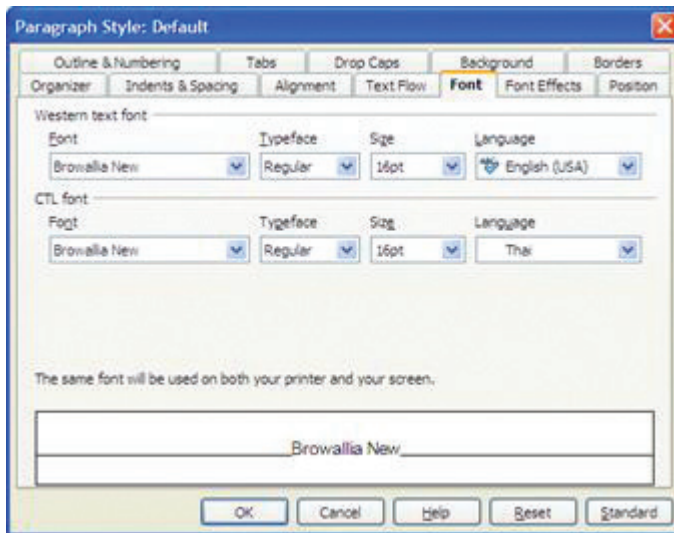 Paragraph Style: Default
Outline & Numbering Tabs Drop Caps Background Borders
Organizer Indents & Spacing Alignment Text Flow Font Font Effects Position
Western text font
Font Typeface Size Language
Browallia New Regular 16pt English (USA)
CTL font
Font Typeface Size Language
Browallia New Regular 16pt Thai
The same font will be used on both your printer and your screen.
Browallia New
OK Cancel Help Reset Standard